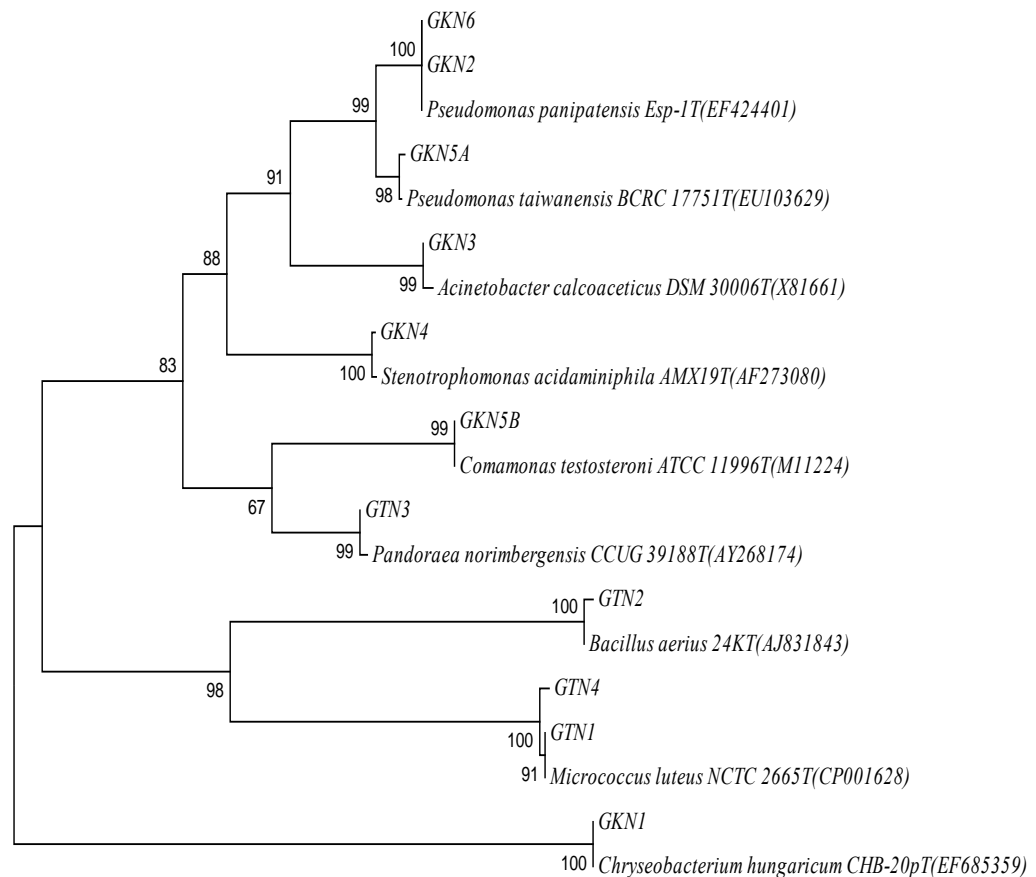 GKN6
100
GKN2
Pseudomonas panipatensis Esp-1T(EF424401)
99
GKN5A
98
Pseudomonas taiwanensis BCRC 17751T(EU103629)
91
GKN3
99
Acinetobacter calcoaceticus DSM 30006T(X81661)
88
GKN4
100
Stenotrophomonas acidaminiphila AMX19T(AF273080)
83
GKN5B
99
Comamonas testosteroni ATCC 11996T(M11224)
67
GTN3
99
Pandoraea norimbergensis CCUG 39188T(AY268174)
GTN2
100
Bacillus aerius 24KT(AJ831843)
98
GTN4
100
GTN1
91
Micrococcus luteus NCTC 2665T(CP001628)
GKN1
100
Chryseobacterium hungaricum CHB-20pT(EF685359)